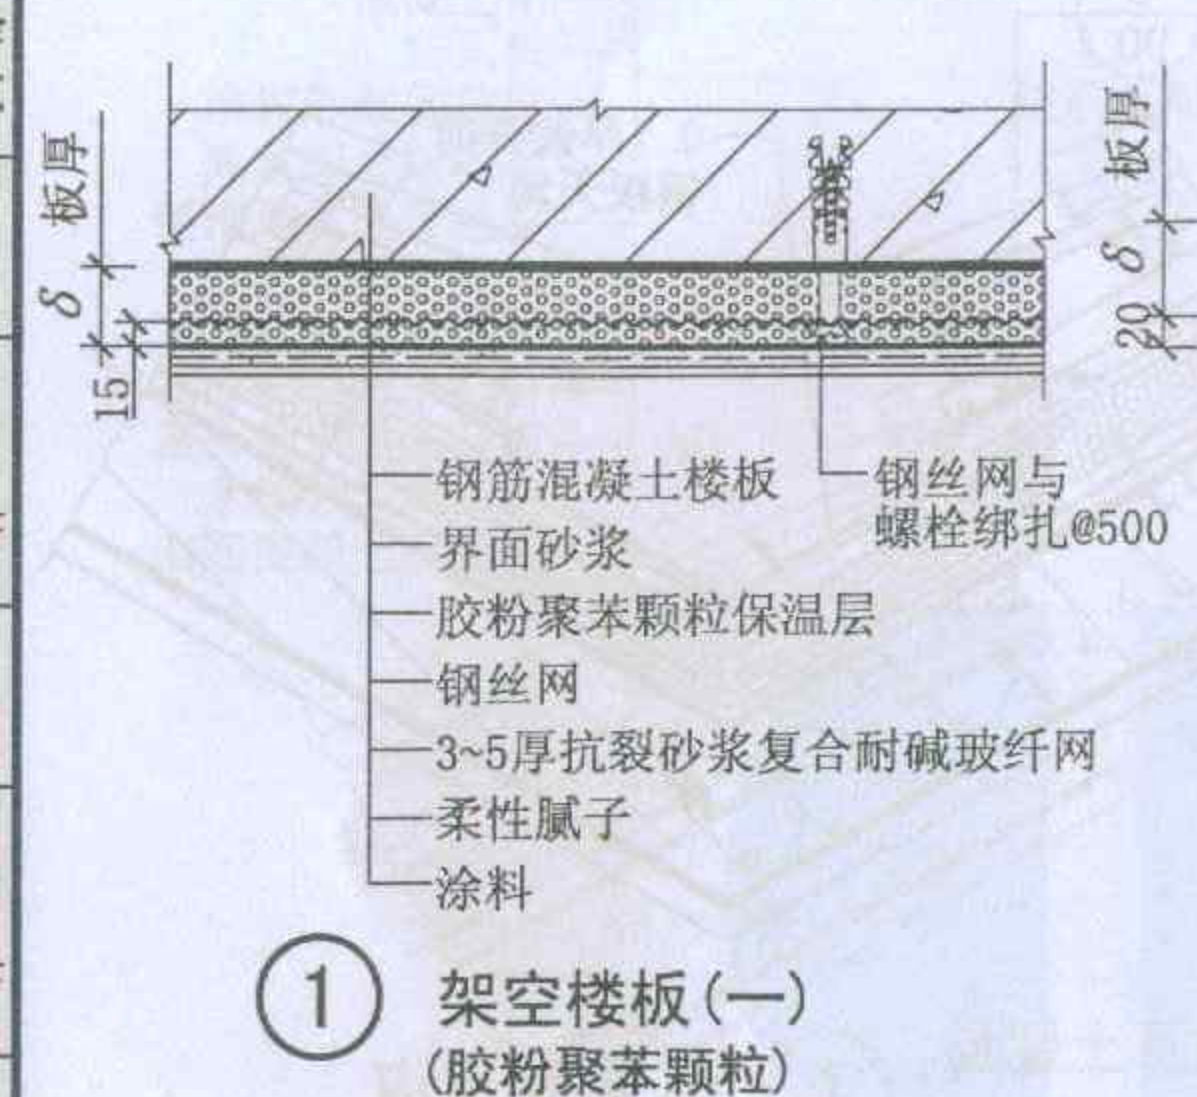 板厚
δ
15
板厚
δ
20
钢筋混凝土楼板
界面砂浆
胶粉聚苯颗粒保温层
钢丝网
3~5厚抗裂砂浆复合耐碱玻纤网
柔性腻子
涂料
钢丝网与
螺栓绑扎@500
1 架空楼板(一)
(胶粉聚苯颗粒)